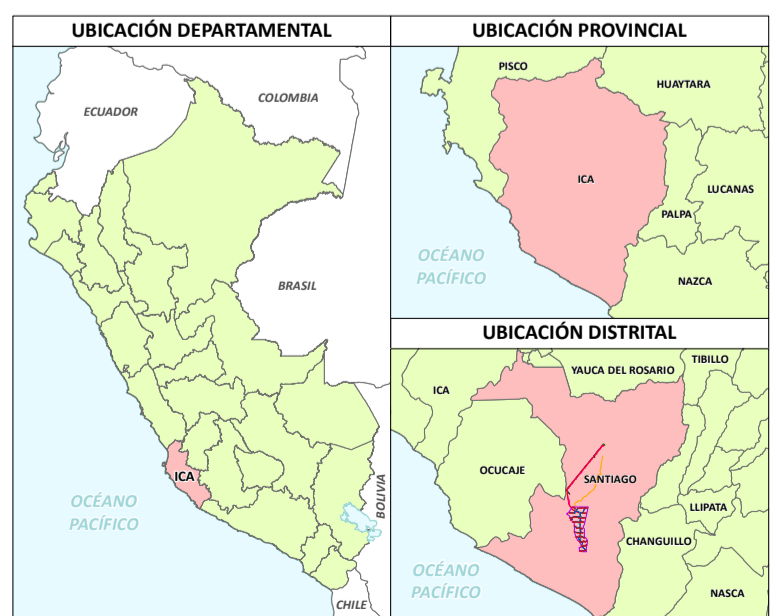 UBICACIÓN DEPARTAMENTAL
ECUADOR
COLOMBIA
BRASIL
ICA
OCÉANO
PACÍFICO
BOLIVIA
CHILE
UBICACIÓN PROVINCIAL
PISCO
HUAYTARA
ICA
LUCANAS
PALPA
OCÉANO
PACÍFICO
NAZCA
UBICACIÓN DISTRITAL
TIBILLO
YAUCA DEL ROSARIO
ICA
OCUCAJE
SANTIAGO
LLIPATA
CHANGUILLO
OCÉANO
PACÍFICO
NASCA